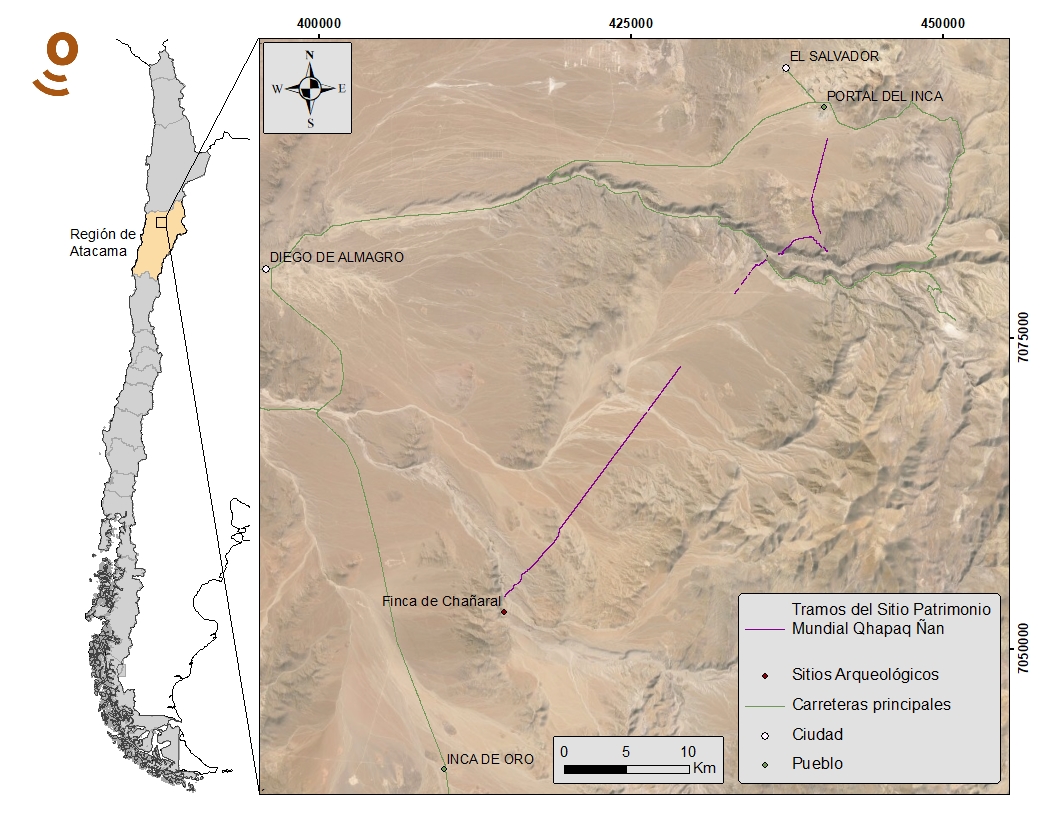 400000
425000
450000
N
W
E
S
EL SALVADOR
PORTAL DEL INCA
Región de
Atacama
DIEGO DE ALMAGRO
7075000
Finca de Chañaral
7050000
Tramos del Sitio Patrimonio
Mundial Qhapaq Ñan
Sitios Arqueológicos
Carreteras principales
Ciudad
Pueblo
0 5 10
Km
INCA DE ORO